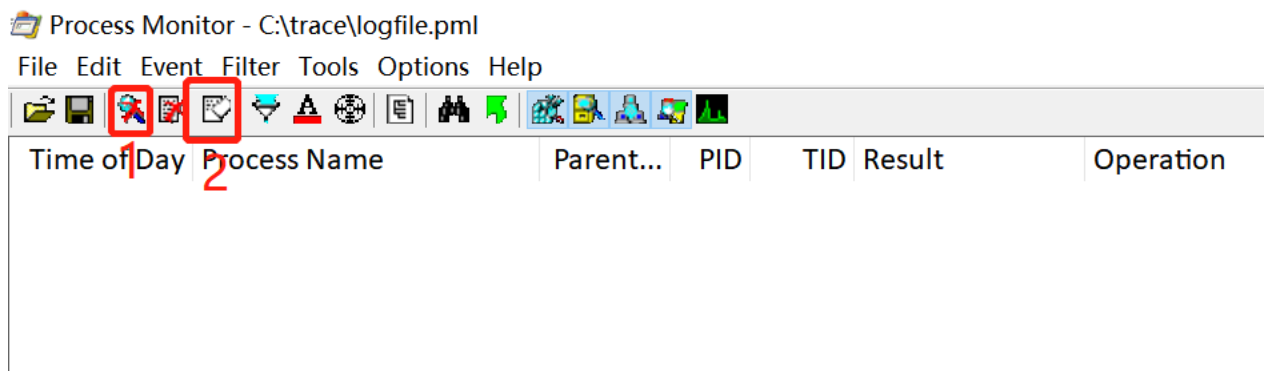 Process Monitor - C:\trace\logfile.pml
File Edit Event Filter Tools Options Help
Time of Day Process Name Parent... PID TID Result Operation
1 2